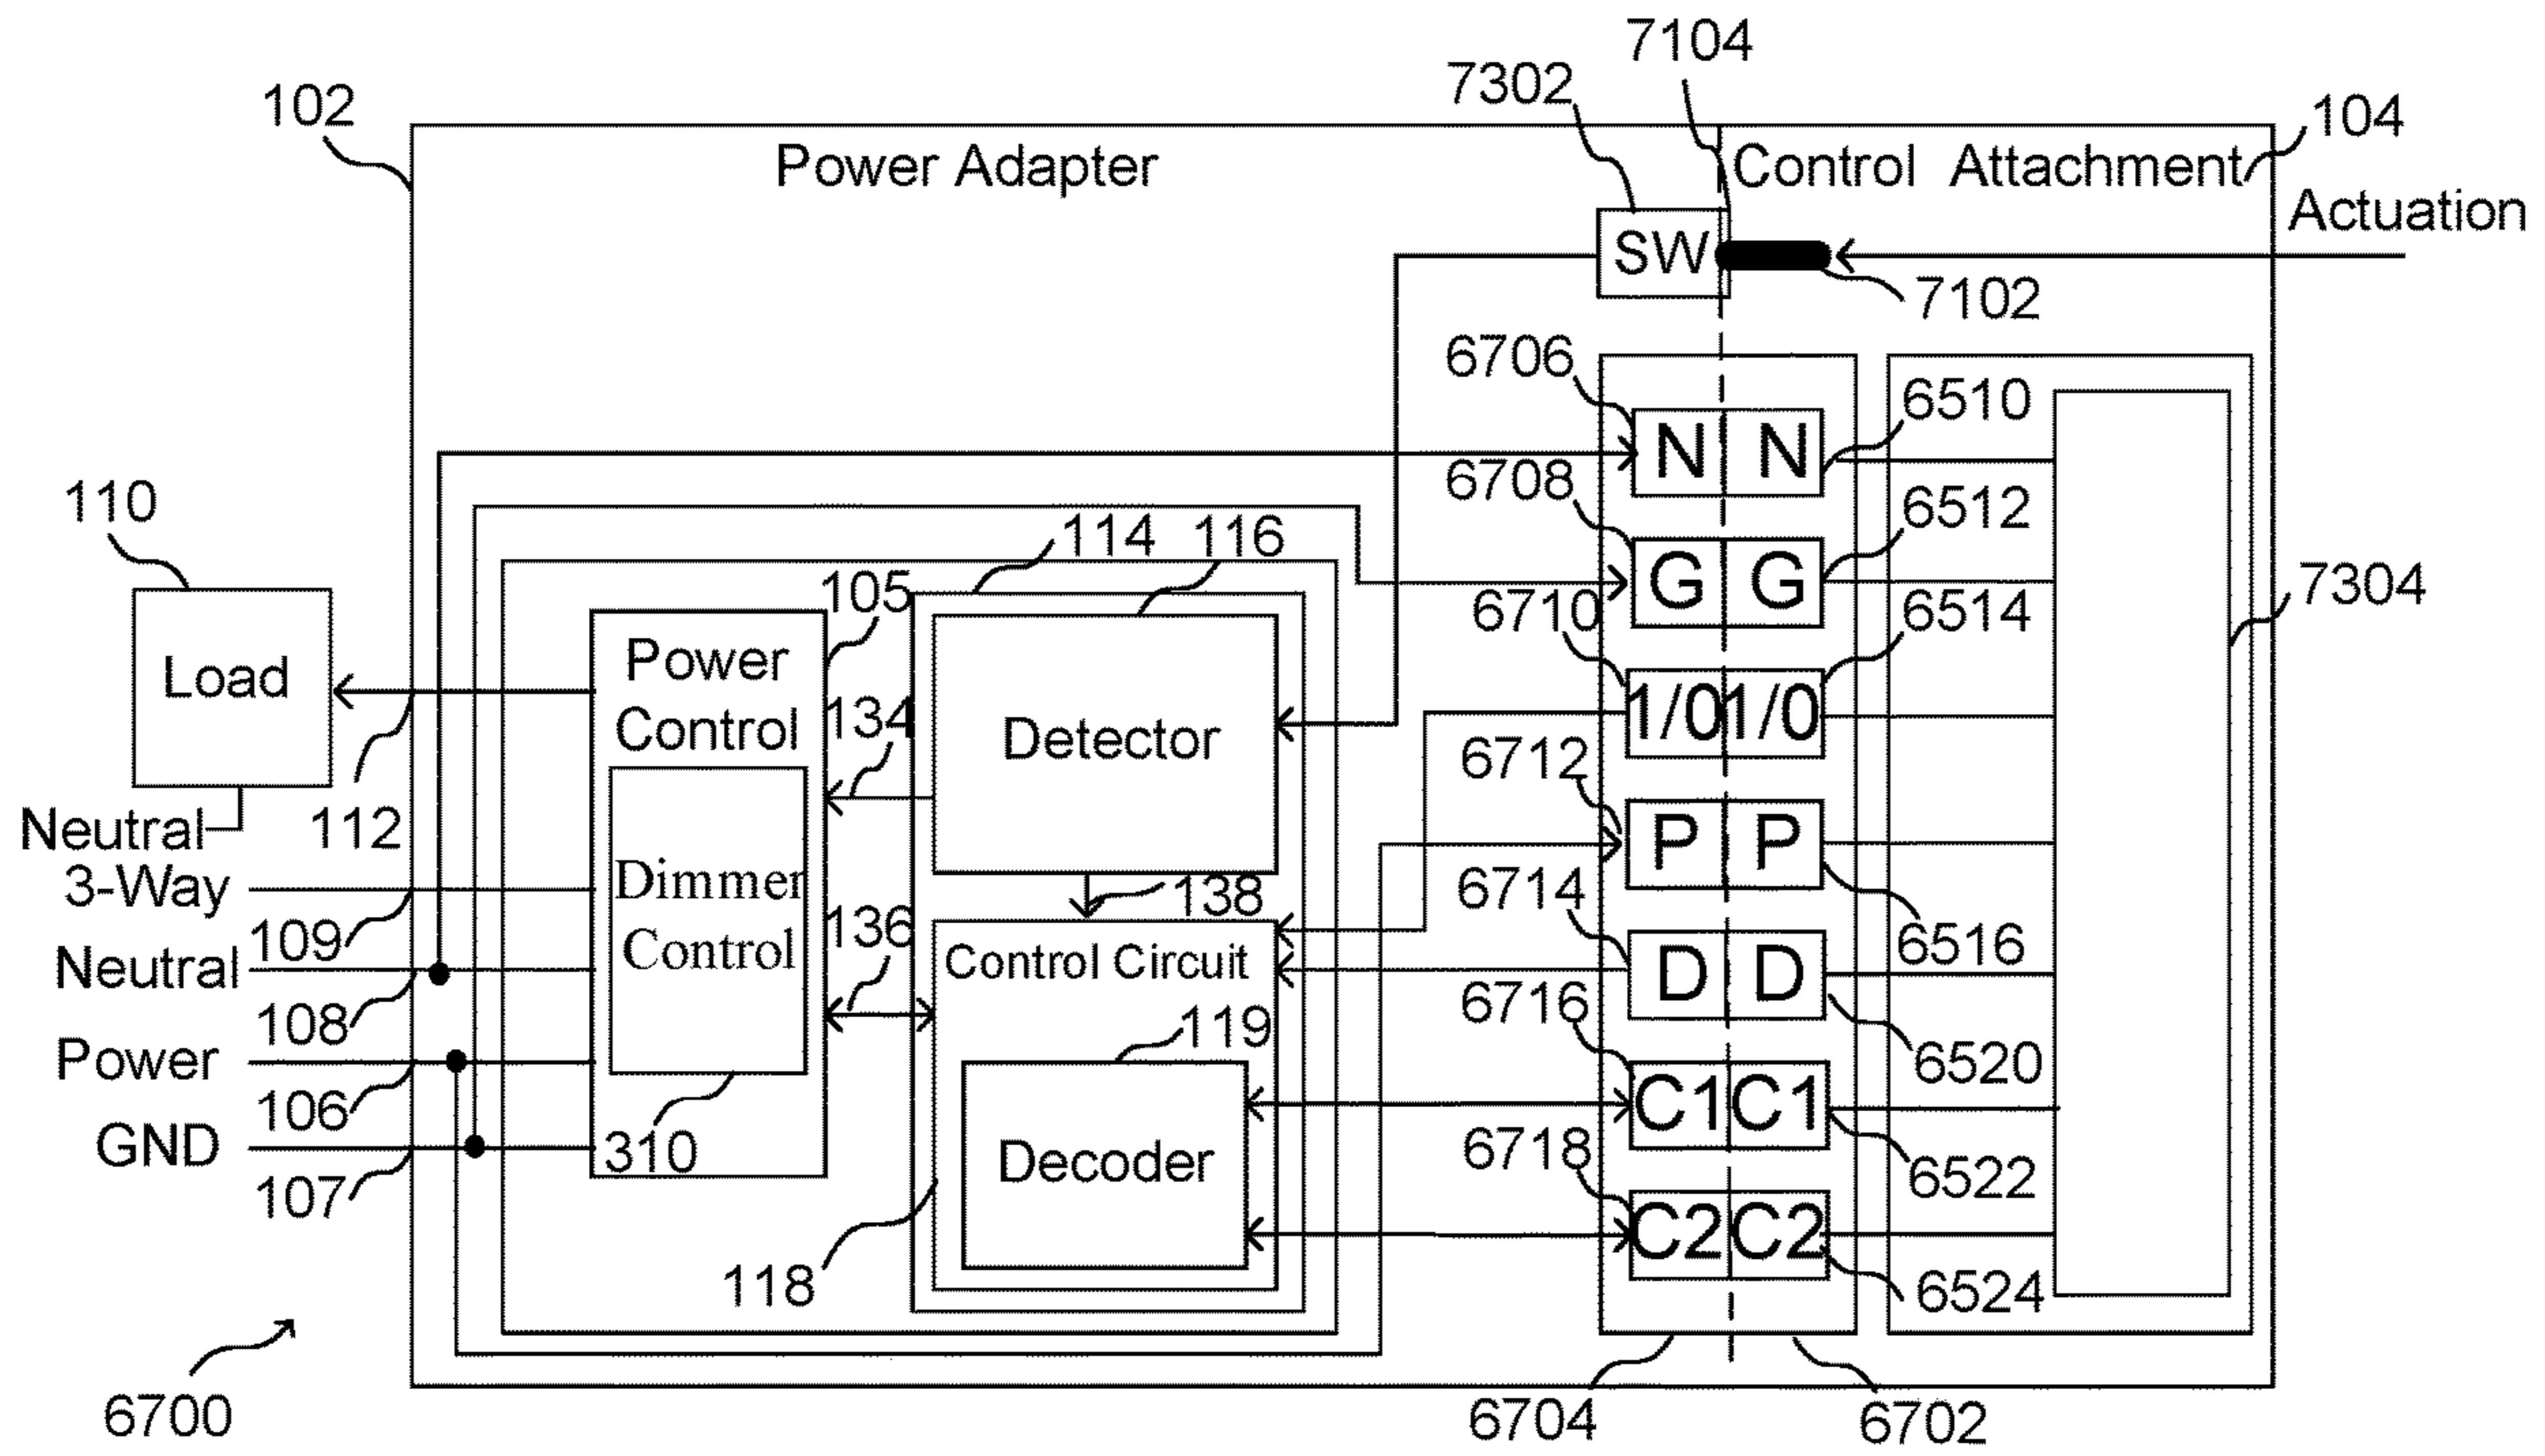 7104
7302
102
104
Power Adapter
Control Attachment
Actuation
SW
7102
6706
6510
N N
6708
6512
110
114
116
G G
105
6710
6514
7304
Load
Power
Control
134
Detector
1/0 1/0
112
6712
Neutral
P P
3-Way
Dimmer
Control
138
6714
109
136
6516
Neutral
Control Circuit
D D
108
119
6716
6520
Power
106
C1 C1
GND
310
Decoder
6718
6522
107
118
C2 C2
6524
6700
6704
6702